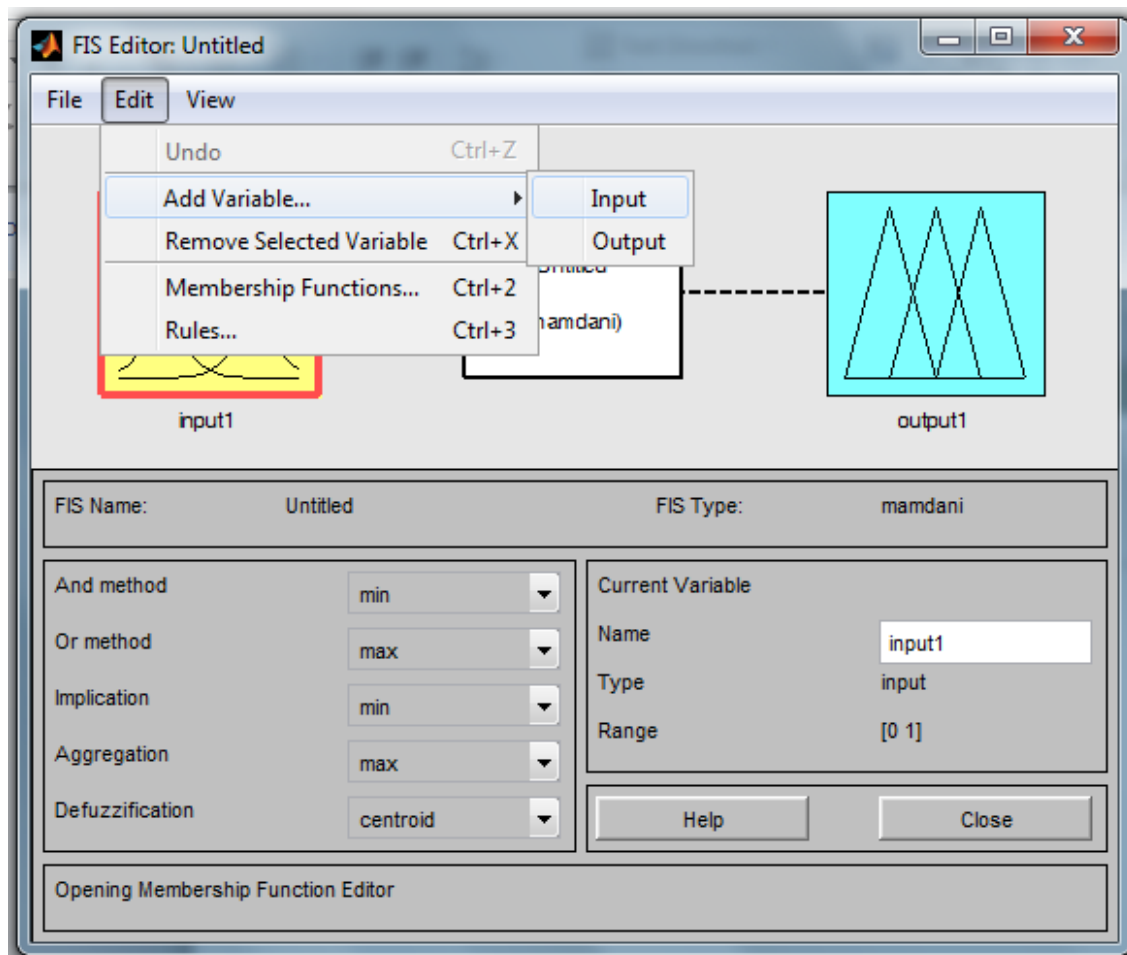 FIS Editor: Untitled
File Edit View
Undo Ctrl+Z
Add Variable... Input
Remove Selected Variable Ctrl+X Output
Membership Functions... Ctrl+2
Rules... Ctrl+3
amdani)
input1 output1
FIS Name: Untitled FIS Type: mamdani
And method min
Or method max
Implication min
Aggregation max
Defuzzification centroid
Current Variable
Name input1
Type input
Range [0 1]
Help Close
Opening Membership Function Editor